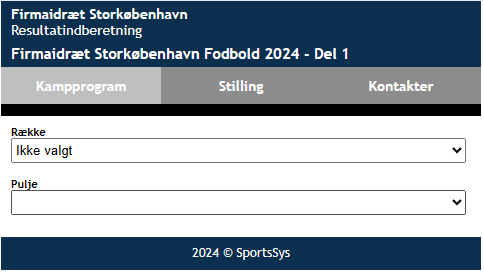 Firmaidræt Storkøbenhavn
Resultatindberetning
Firmaidræt Storkøbenhavn Fodbold 2024 - Del 1
Kampprogram Stilling Kontakter
Række
Ikke valgt
Pulje
2024 © SportsSys